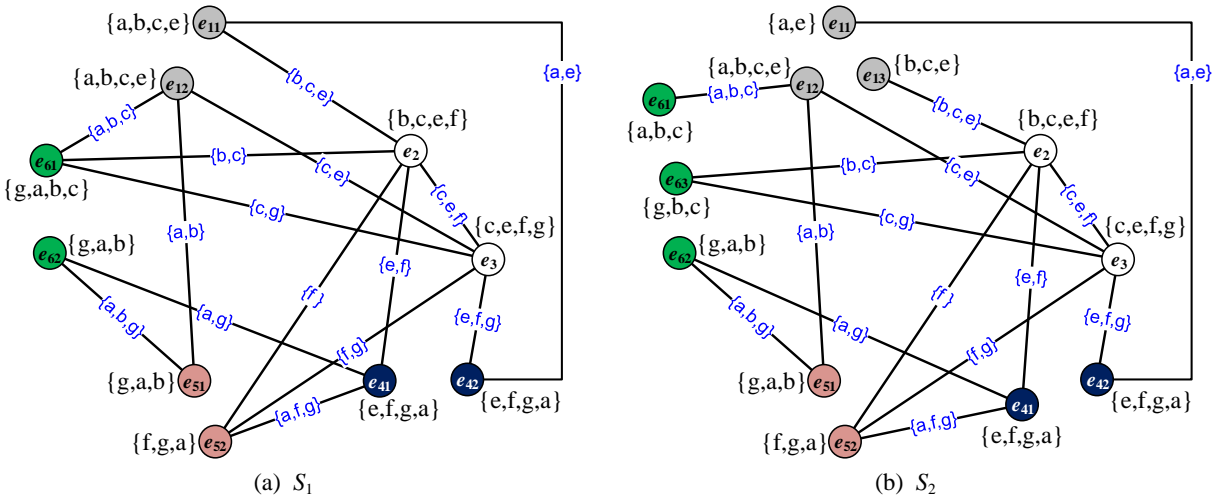 {a,b,c,e} e11
{a,e}
{b,c,e}
{a,b,c,e} e12
{a,b,c}
{b,c,e,f}
e2
{b,c}
{c,e}
e61
{g,a,b,c}
{c,e,f}
{c,g}
{c,e,f,g}
e3
{a,b}
e62 {g,a,b}
{e,f}
{f}
{a,g}
{e,f,g}
{a,b,g}
{f,g}
{g,a,b} e51
e41
{e,f,g,a}
e42
{e,f,g,a}
{a,f,g}
{f,g,a} e52
(a) S1
{a,e} e11
{a,e}
{a,b,c,e} e12
e13 {b,c,e}
e61
{a,b,c}
{a,b,c}
{b,c,e}
{b,c,e,f}
e2
{b,c}
{c,e}
e63
{g,b,c}
{c,e,f}
{c,g}
{c,e,f,g}
e3
{a,b}
e62 {g,a,b}
{e,f}
{f}
{a,g}
{e,f,g}
{a,b,g}
{f,g}
{g,a,b} e51
e42
{e,f,g,a}
e41
{e,f,g,a}
{a,f,g}
{f,g,a} e52
(b) S2